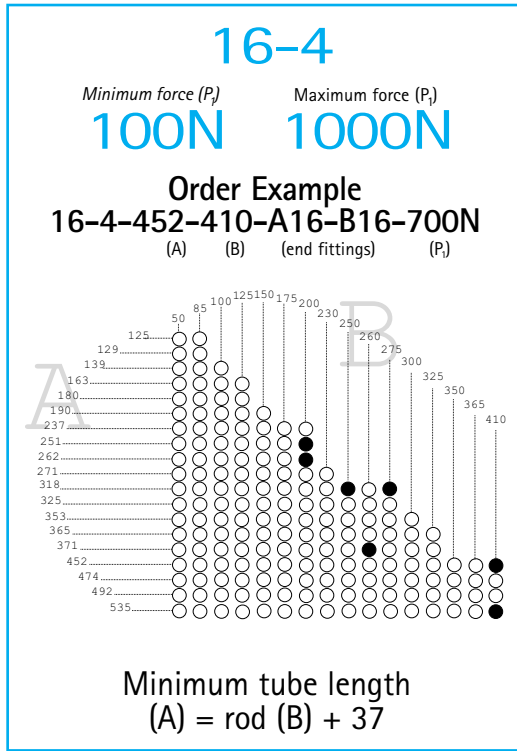 16-4
Minimum force (P₁) Maximum force (P₁)
100N 1000N
Order Example
16-4-452-410-A16-B16-700N
(A) (B) (end fittings) (P₁)
A B
50 85 100 125 150 175 200 230 250 260 275 300 325 350 365 410
125
129
139
163
180
190
237
251
262
271
318
325
353
365
371
452
474
492
535
Minimum tube length
(A) = rod (B) + 37